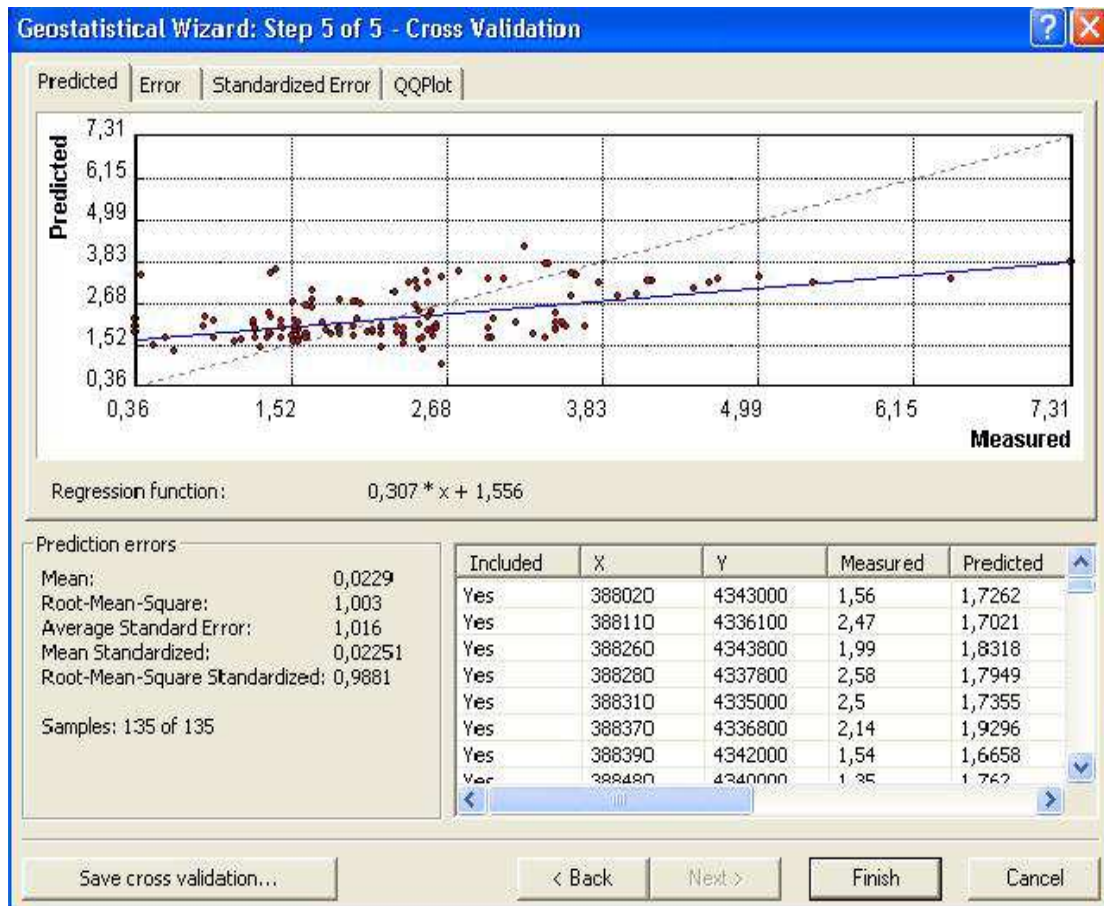 Geostatistical Wizard: Step 5 of 5 - Cross Validation
Predicted Error Standardized Error QQPlot
Predicted
7,31
6,15
4,99
3,83
2,68
1,52
0,36
0,36 1,52 2,68 3,83 4,99 6,15 7,31
Measured
Regression function: 0,307 * x + 1,556
Prediction errors
Mean: 0,0229
Root-Mean-Square: 1,003
Average Standard Error: 1,016
Mean Standardized: 0,02251
Root-Mean-Square Standardized: 0,9881
Samples: 135 of 135
Included X Y Measured Predicted
Yes 388020 4343000 1,56 1,7262
Yes 388110 4336100 2,47 1,7021
Yes 388260 4343800 1,99 1,8318
Yes 388280 4337800 2,58 1,7949
Yes 388310 4335000 2,5 1,7355
Yes 388370 4336800 2,14 1,9296
Yes 388390 4342000 1,54 1,6658
Yes 388480 4340000 1,35 1,762
Save cross validation... < Back Next > Finish Cancel